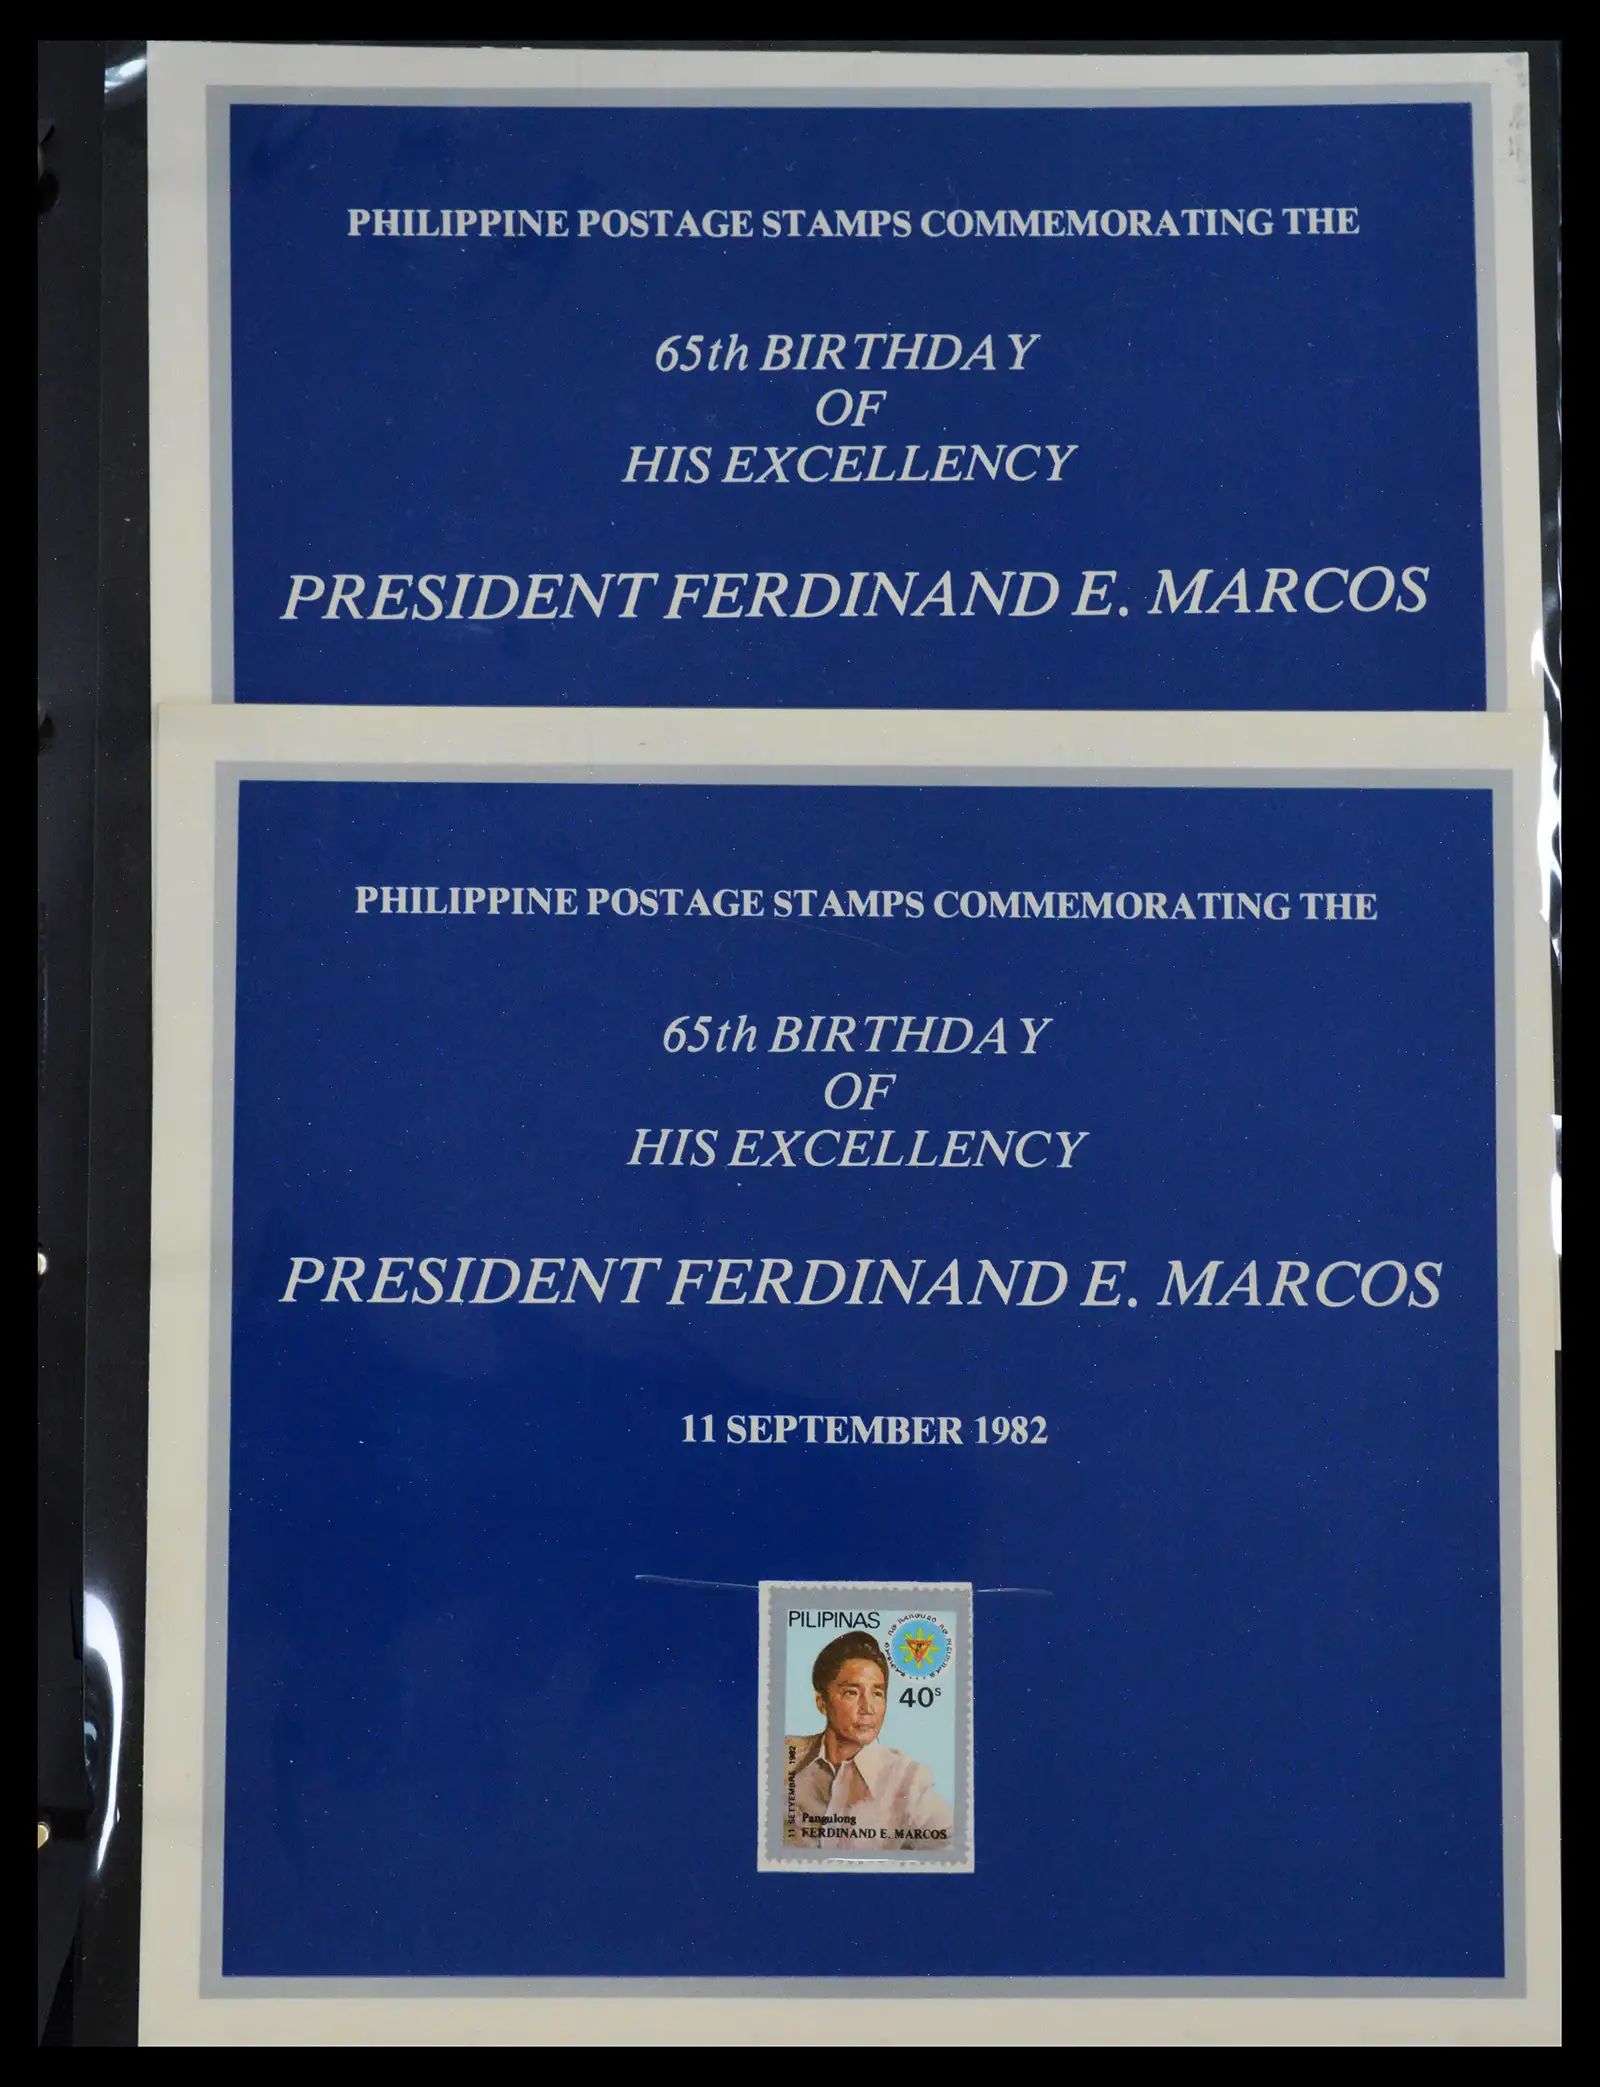 PHILIPPINE POSTAGE STAMPS COMMEMORATING THE
65th BIRTHDAY
OF
HIS EXCELLENCY
PRESIDENT FERDINAND E. MARCOS
PHILIPPINE POSTAGE STAMPS COMMEMORATING THE
65th BIRTHDAY
OF
HIS EXCELLENCY
PRESIDENT FERDINAND E. MARCOS
11 SEPTEMBER 1982
PILIPINAS
40s
11 SETYEMBRE 1982
Pangulong
FERDINAND E. MARCOS